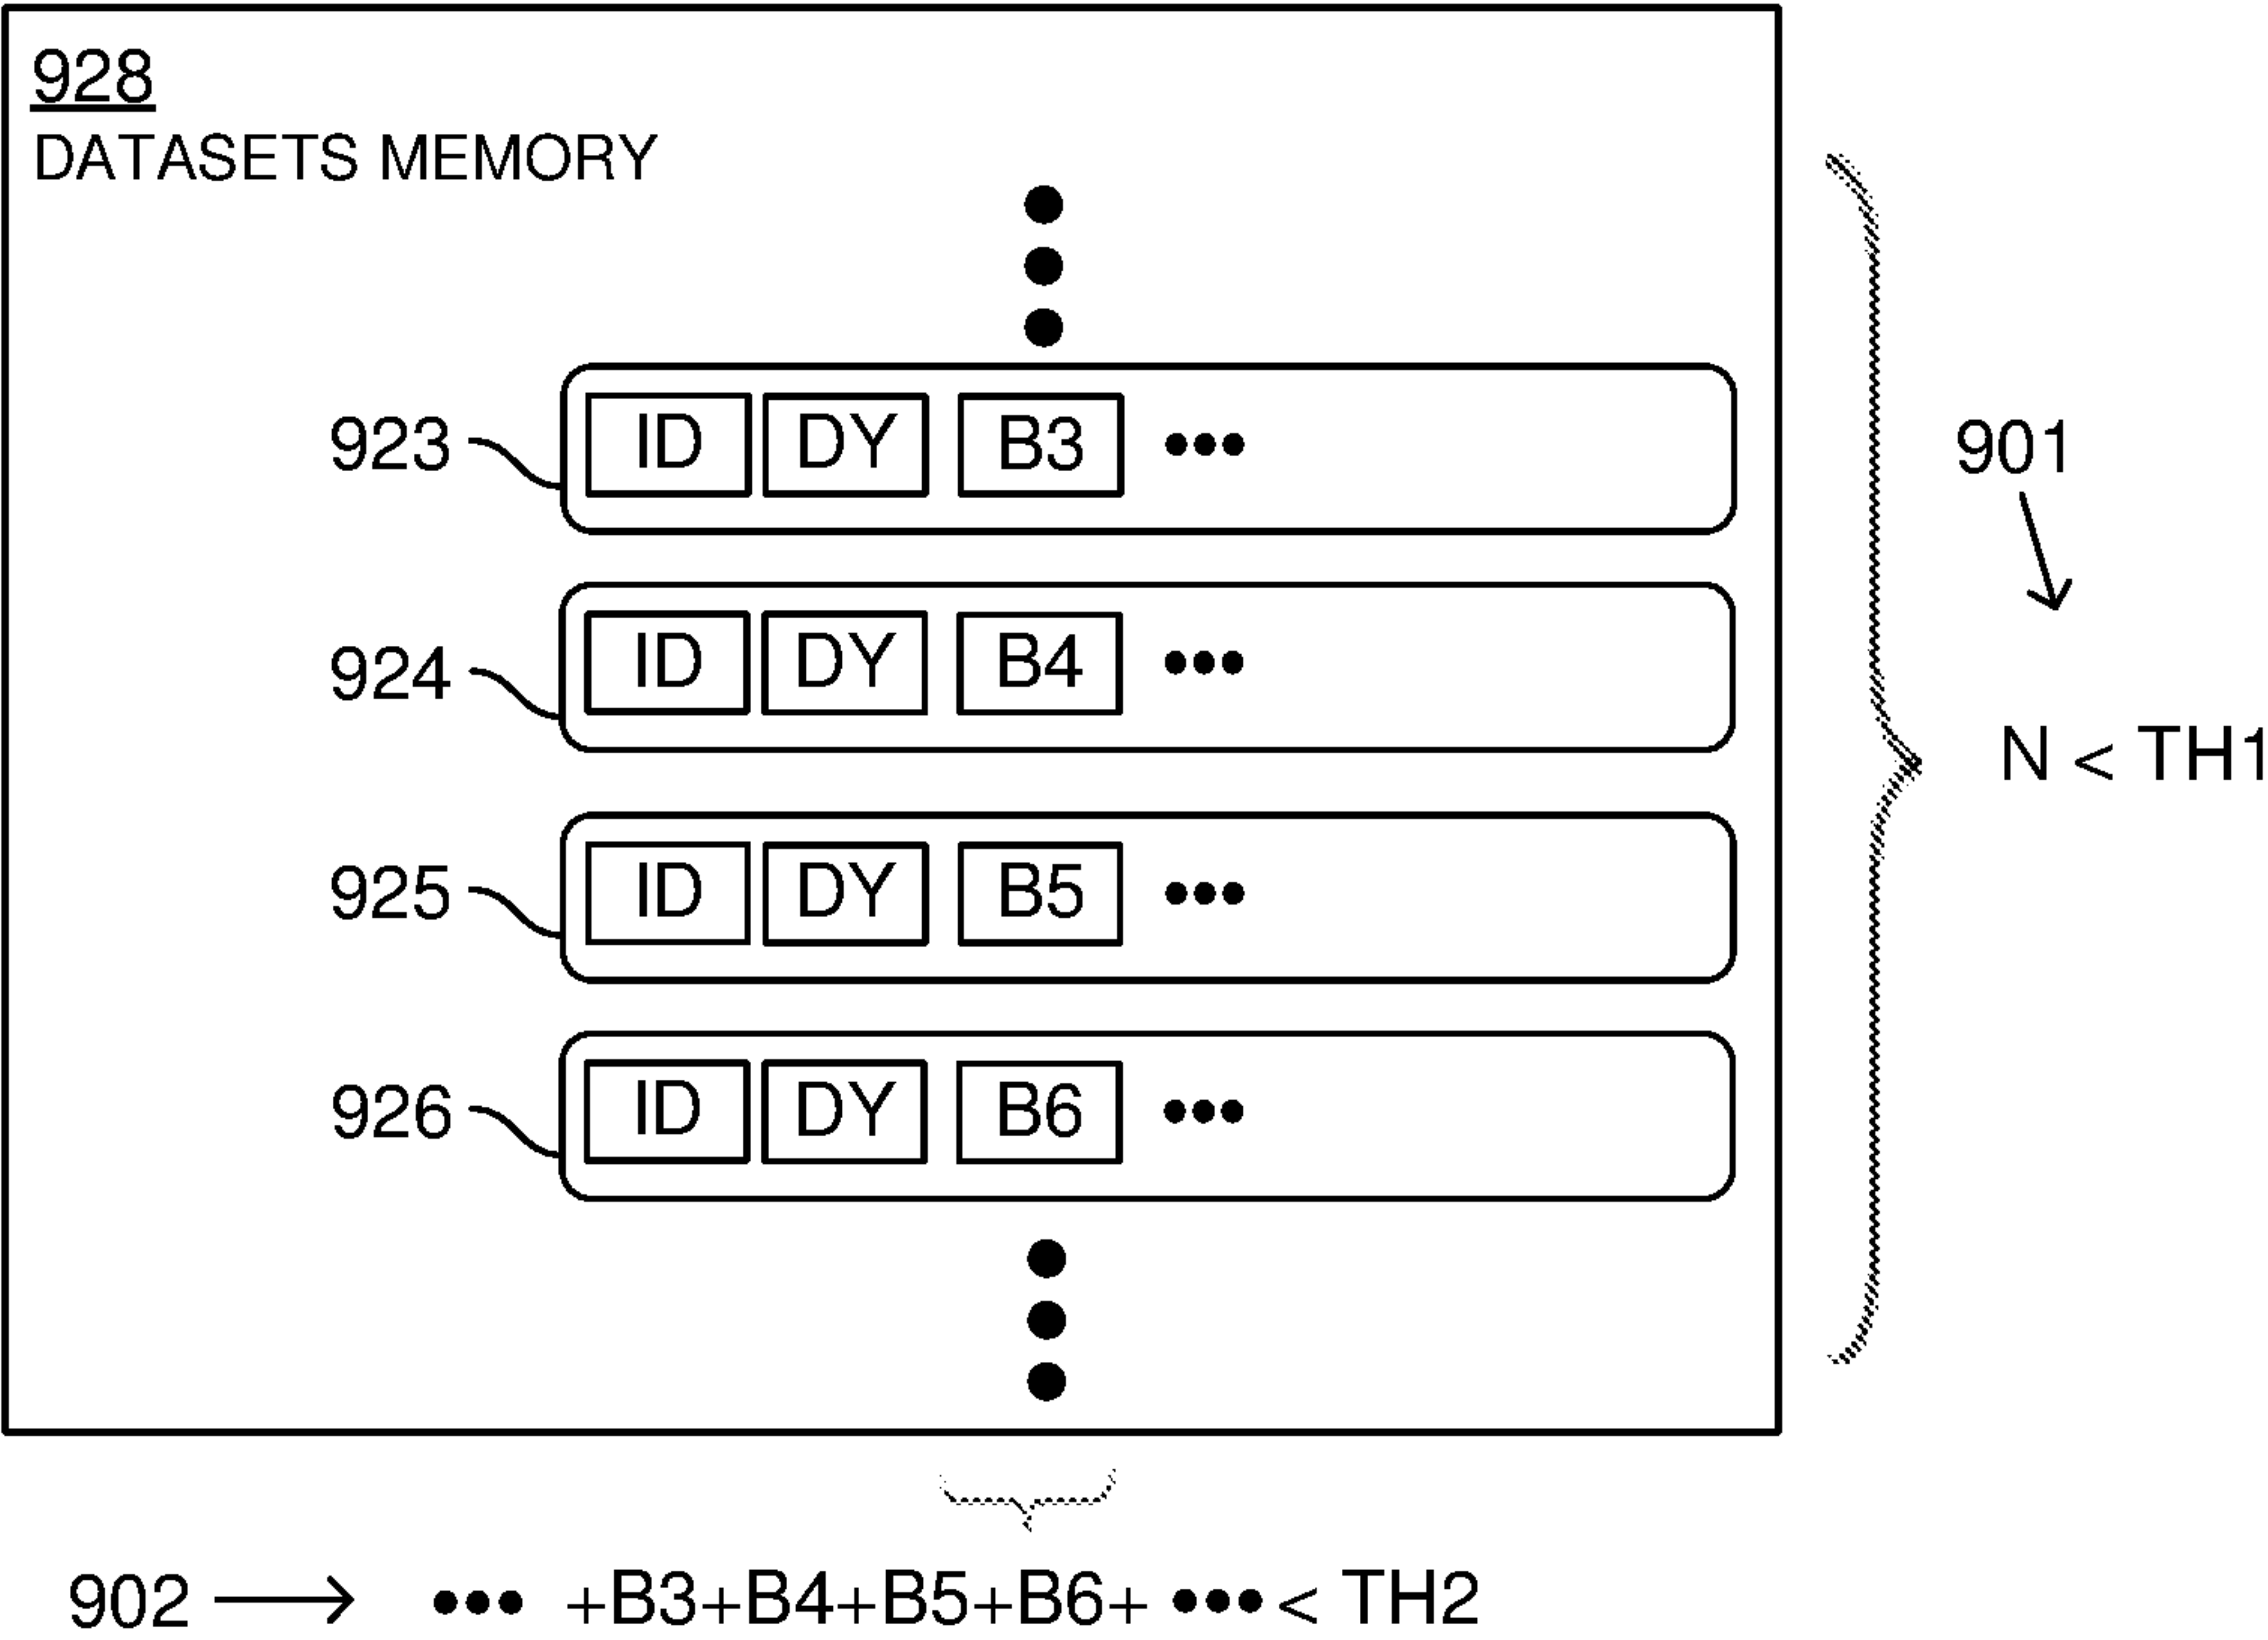 928
DATASETS MEMORY
923 ID DY B3 •••
901
924 ID DY B4 •••
N < TH1
925 ID DY B5 •••
926 ID DY B6 •••
902 ••• +B3+B4+B5+B6+ ••• < TH2